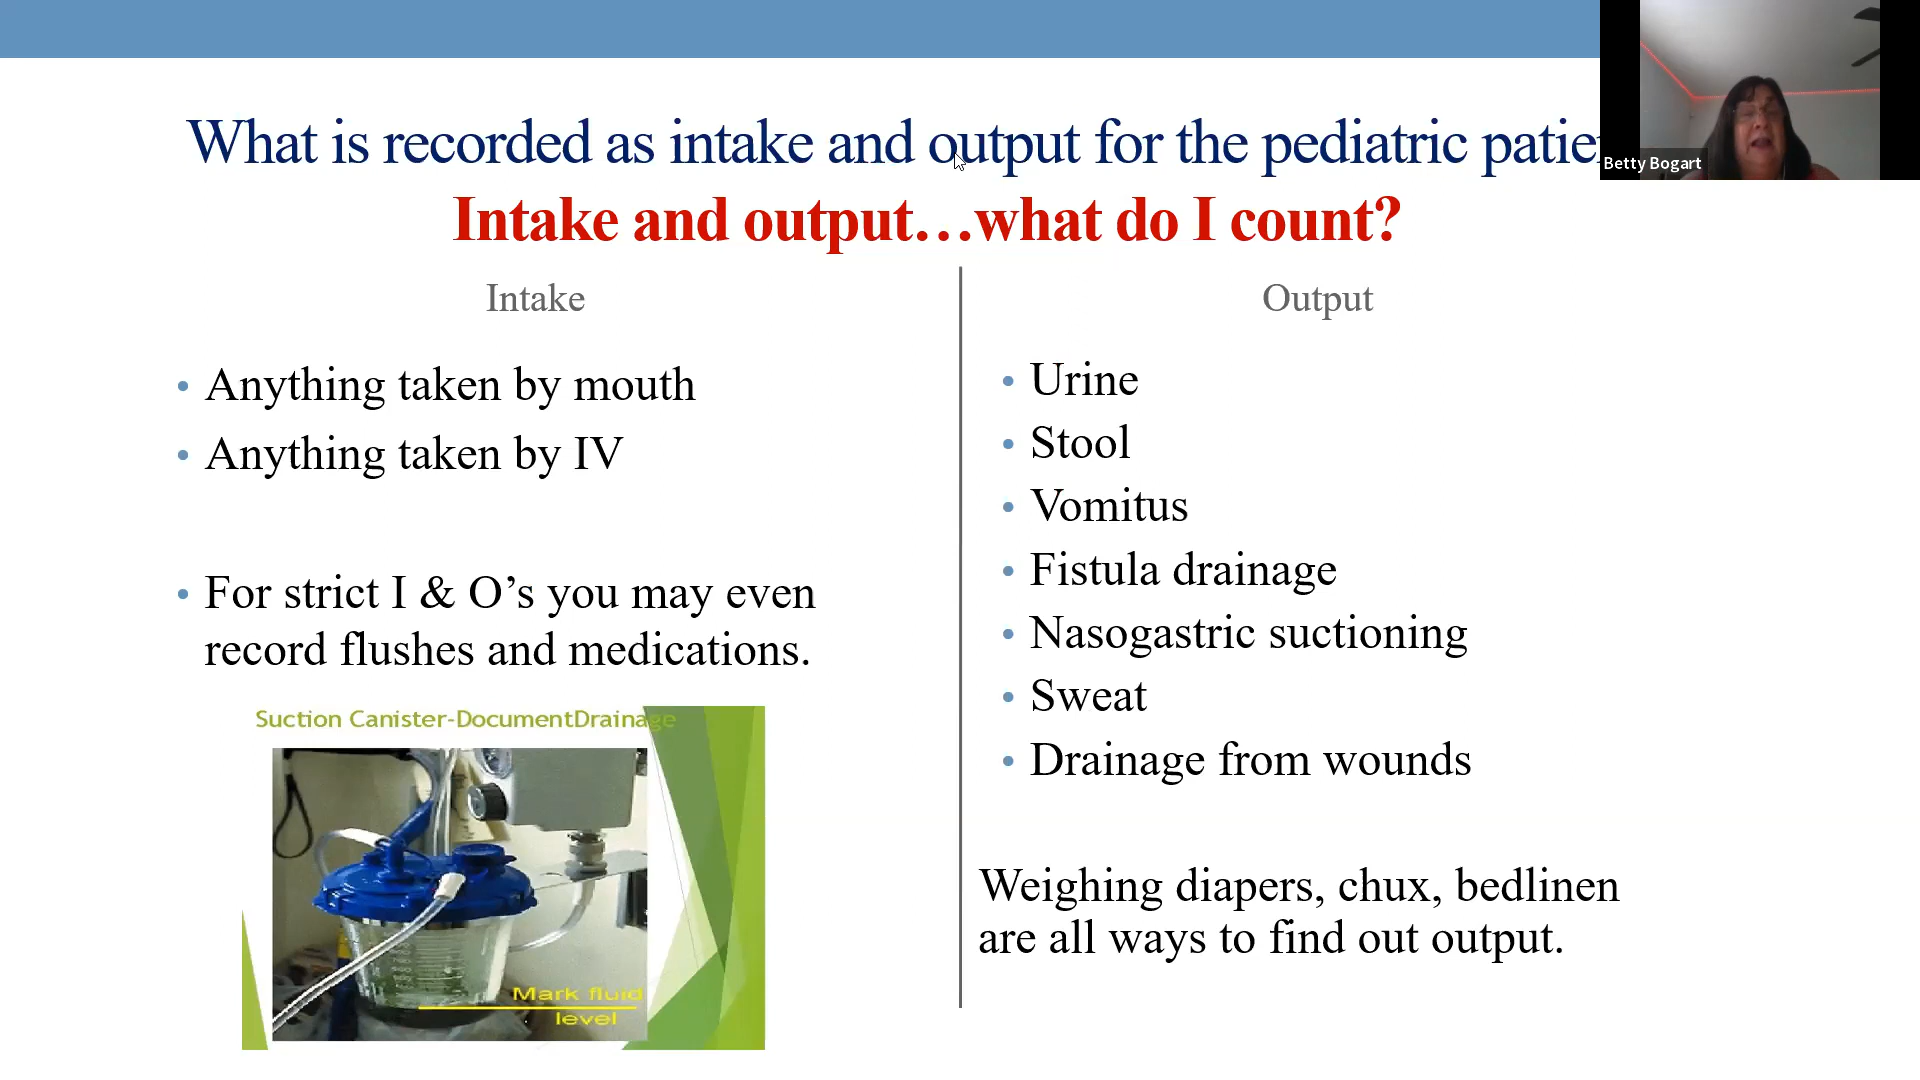 What is recorded as intake and output for the pediatric
Intake and output…what do I count?
Intake
Output
• Anything taken by mouth
• Anything taken by IV
• For strict I & O’s you may even
record flushes and medications.
Suction Canister-DocumentDrainage
Mark fluid
level
• Urine
• Stool
• Vomitus
• Fistula drainage
• Nasogastric suctioning
• Sweat
• Drainage from wounds
Weighing diapers, chux, bedlinen
are all ways to find out output.
Betty Bogart